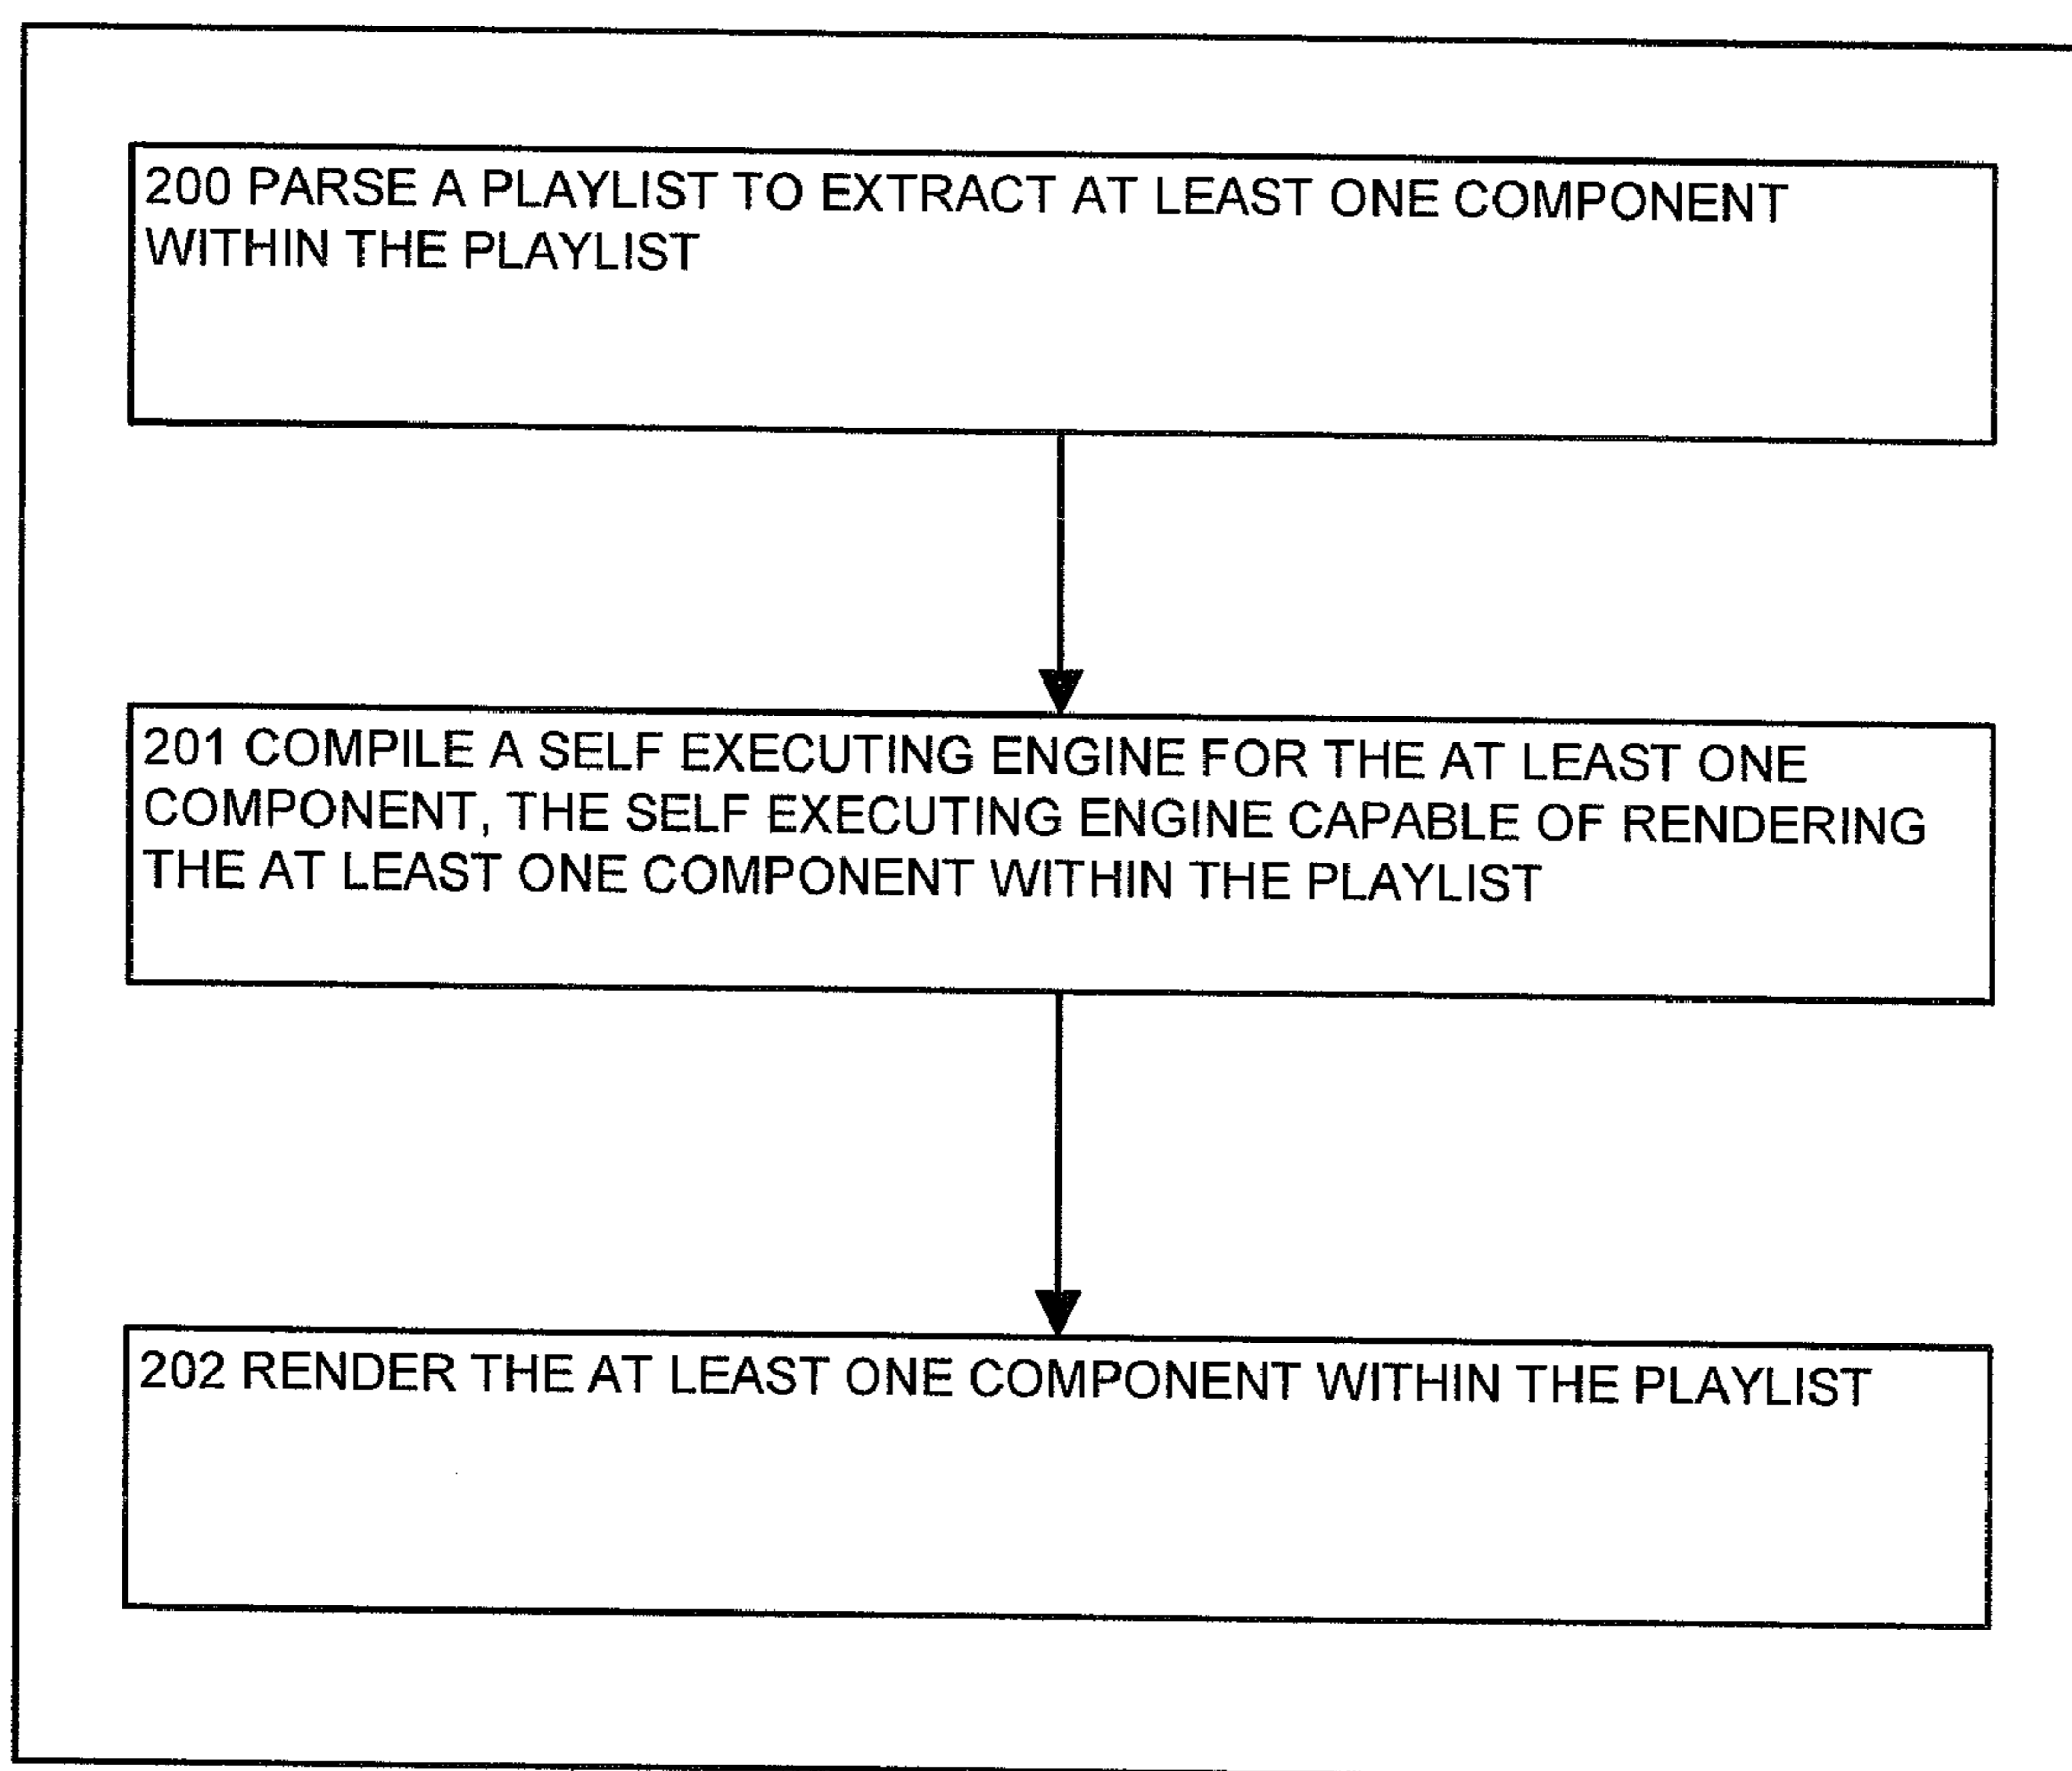 200 PARSE A PLAYLIST TO EXTRACT AT LEAST ONE COMPONENT
WITHIN THE PLAYLIST
201 COMPILE A SELF EXECUTING ENGINE FOR THE AT LEAST ONE
COMPONENT, THE SELF EXECUTING ENGINE CAPABLE OF RENDERING
THE AT LEAST ONE COMPONENT WITHIN THE PLAYLIST
202 RENDER THE AT LEAST ONE COMPONENT WITHIN THE PLAYLIST